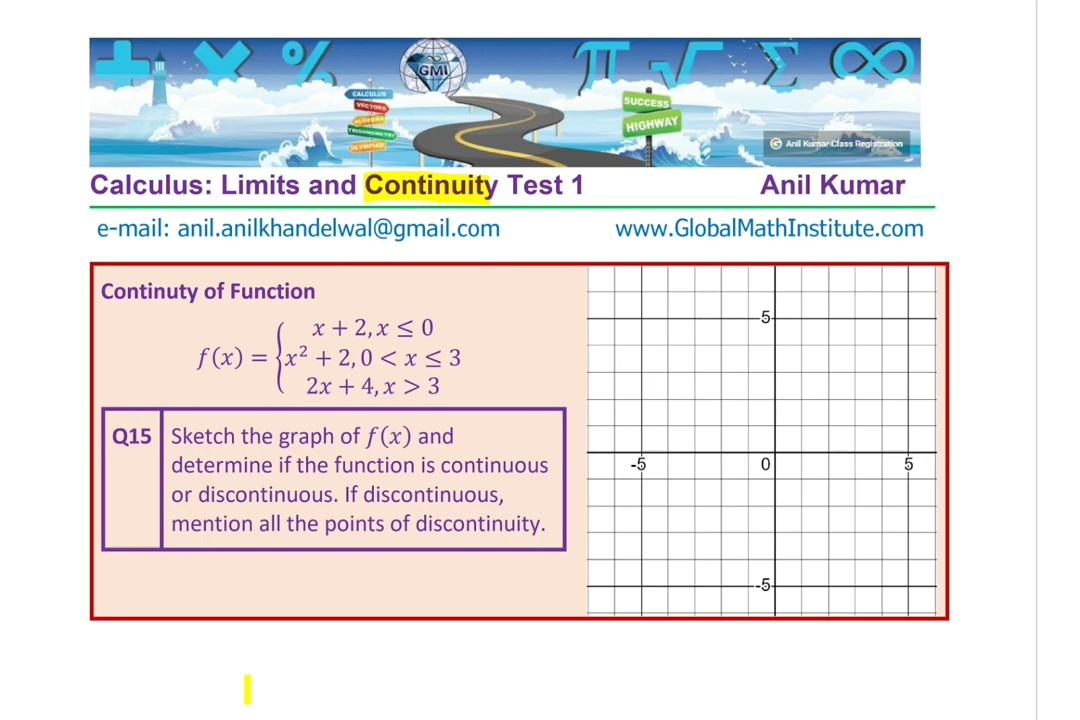 GMI
CALCULUS
VECTORS
ALGEBRA
TRIGONOMETRY
OLYMPIAD
SUCCESS
HIGHWAY
Anil Kumar Class Registration
Calculus: Limits and Continuity Test 1 Anil Kumar
e-mail: anil.anilkhandelwal@gmail.com www.GlobalMathInstitute.com
Continuty of Function
x + 2, x ≤ 0
f(x) = { x² + 2, 0 < x ≤ 3
2x + 4, x > 3
Q15 Sketch the graph of f(x) and
determine if the function is continuous
or discontinuous. If discontinuous,
mention all the points of discontinuity.
5
-5 0 5
-5